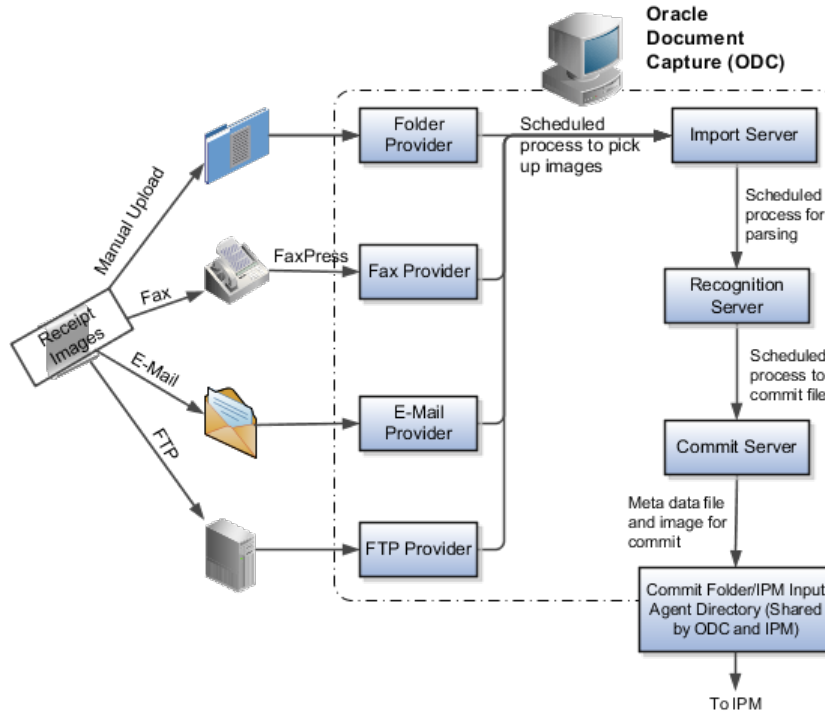 Oracle
Document
Capture (ODC)
Folder
Provider
Scheduled
process to pick
up images
Import Server
Manual Upload
Scheduled
process for
parsing
FaxPress
Fax Provider
Fax
Recognition
Server
Receipt
Images
E-Mail
Scheduled
process to
commit file
E-Mail
Provider
FTP
Commit Server
Meta data file
and image for
commit
FTP Provider
Commit Folder/IPM Input
Agent Directory (Shared
by ODC and IPM)
To IPM